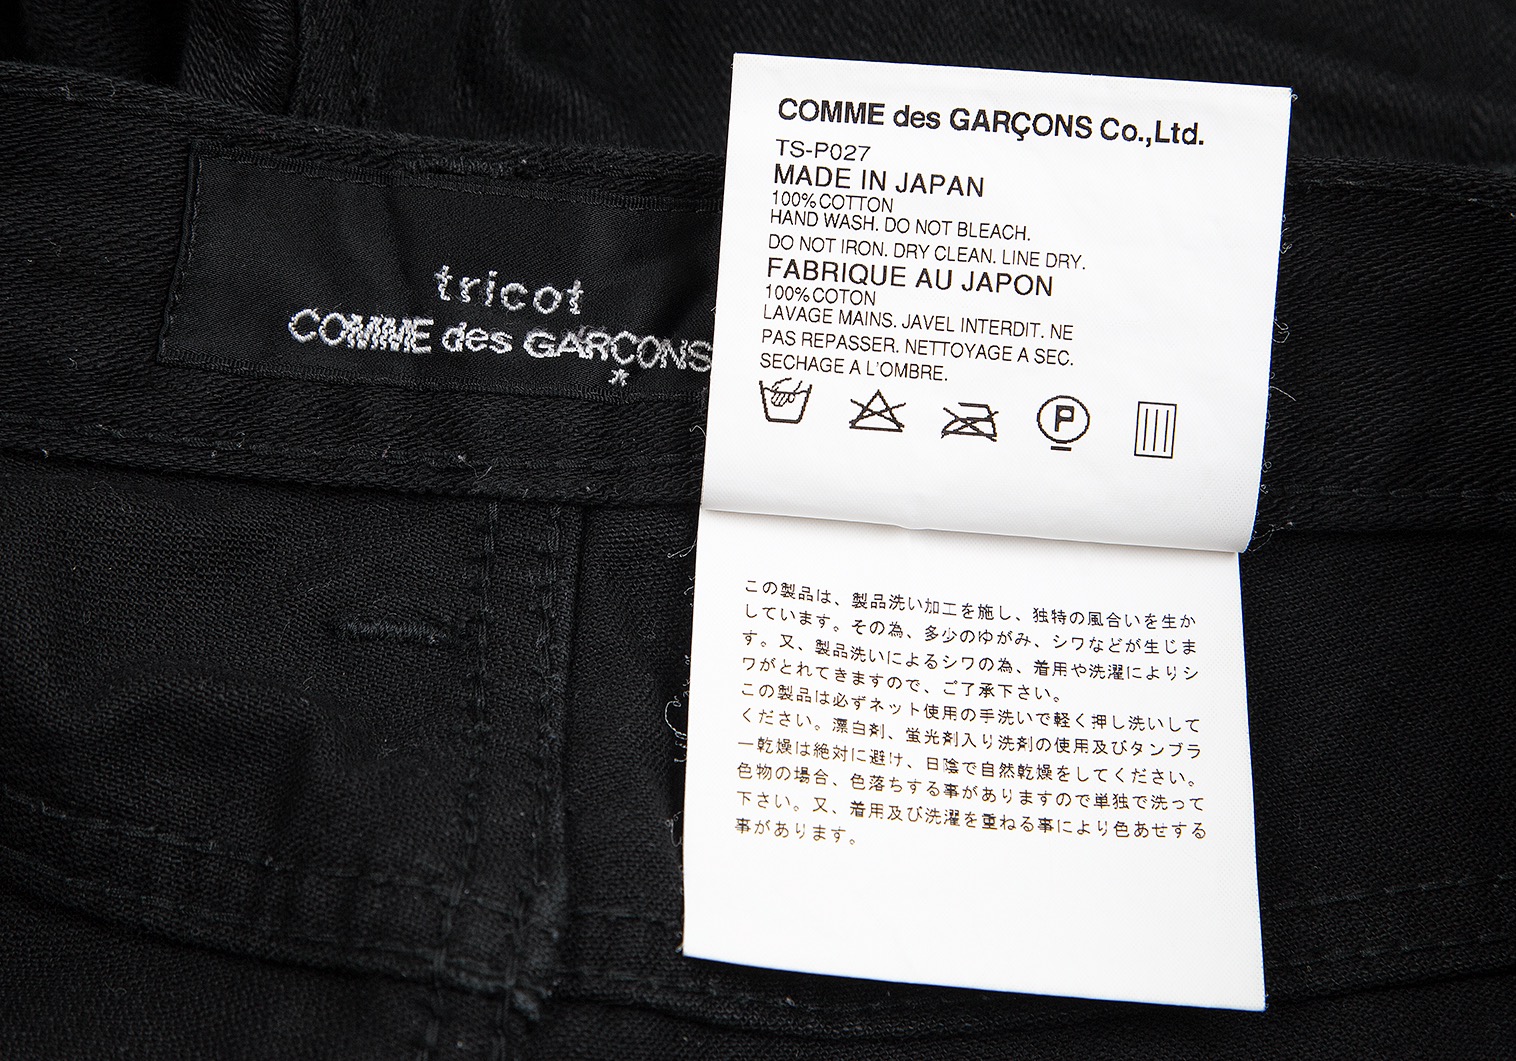 tricot
COMME des GARÇONS
COMME des GARÇONS Co.,Ltd.
TS-P027
MADE IN JAPAN
100% COTTON
HAND WASH. DO NOT BLEACH.
DO NOT IRON. DRY CLEAN. LINE DRY.
FABRIQUE AU JAPON
100% COTON
LAVAGE MAINS. JAVEL INTERDIT. NE
PAS REPASSER. NETTOYAGE A SEC.
SECHAGE A L'OMBRE.
P
この製品は、製品洗い加工を施し、独特の風合いを生か
しています。その為、多少のゆがみ、シワなどが生じま
す。又、製品洗いによるシワの為、着用や洗濯によりシ
ワがとれてきますので、ご了承下さい。
この製品は必ずネット使用の手洗いで軽く押し洗いして
ください。漂白剤、蛍光剤入り洗剤の使用及びタンブラ
ー乾燥は絶対に避け、日陰で自然乾燥をしてください。
色物の場合、色落ちする事がありますので単独で洗って
下さい。又、着用及び洗濯を重ねる事により色あせする
事があります。